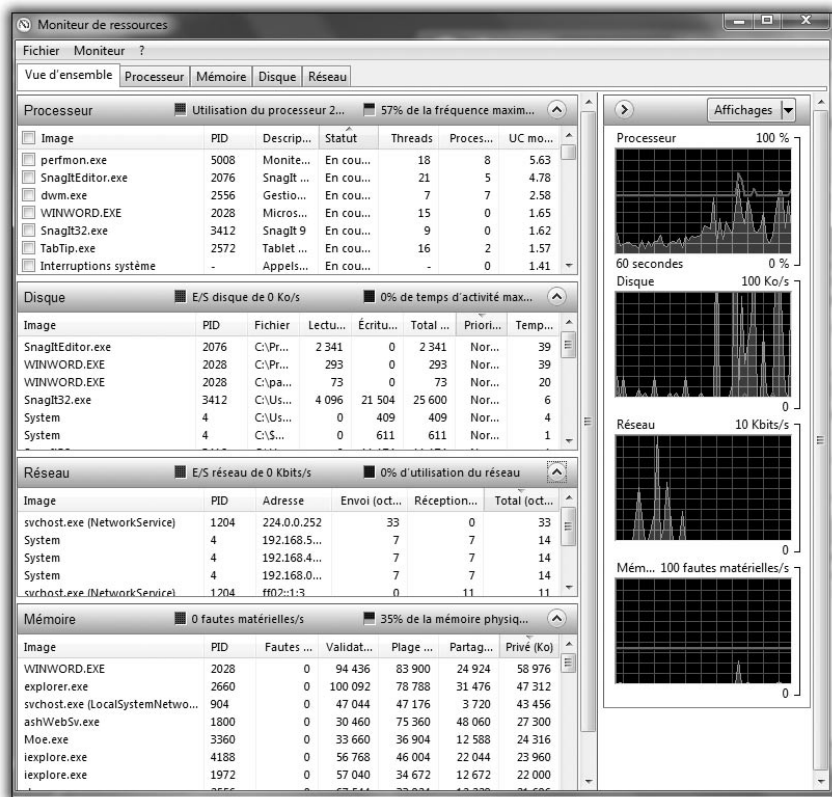 Moniteur de ressources
Fichier Moniteur ?
Vue d'ensemble Processeur Mémoire Disque Réseau
Processeur Utilisation du processeur 2... 57% de la fréquence maxim...
Image PID Descrip... Statut Threads Proces... UC mo...
perfmon.exe 5008 Monite... En cou... 18 8 5.63
SnagItEditor.exe 2076 SnagIt ... En cou... 21 5 4.78
dwm.exe 2556 Gestio... En cou... 7 7 2.58
WINWORD.EXE 2028 Micros... En cou... 15 0 1.65
SnagIt32.exe 3412 SnagIt 9 En cou... 9 0 1.62
TabTip.exe 2572 Tablet ... En cou... 16 2 1.57
Interruptions système - Appels... En cou... - 0 1.41
Disque E/S disque de 0 Ko/s 0% de temps d'activité max...
Image PID Fichier Lectu... Écritu... Total ... Priori... Temp...
SnagItEditor.exe 2076 C:\Pr... 2 341 0 2 341 Nor... 39
WINWORD.EXE 2028 C:\Pr... 293 0 293 Nor... 39
WINWORD.EXE 2028 C:\pa... 73 0 73 Nor... 20
SnagIt32.exe 3412 C:\Us... 4 096 21 504 25 600 Nor... 6
System 4 C:\Us... 0 409 409 Nor... 4
System 4 C:\$... 0 611 611 Nor... 1
Réseau E/S réseau de 0 Kbits/s 0% d'utilisation du réseau
Image PID Adresse Envoi (oct... Réception... Total (oct...
svchost.exe (NetworkService) 1204 224.0.0.252 33 0 33
System 4 192.168.5... 7 7 14
System 4 192.168.4... 7 7 14
System 4 192.168.0... 7 7 14
svchost.exe (NetworkService) 1204 ff02::1:3 0 11 11
Mémoire 0 fautes matérielles/s 35% de la mémoire physiq...
Image PID Fautes ... Validat... Plage ... Partag... Privé (Ko)
WINWORD.EXE 2028 0 94 436 83 900 24 924 58 976
explorer.exe 2660 0 100 092 78 788 31 476 47 312
svchost.exe (LocalSystemNetwo... 904 0 47 044 47 176 3 720 43 456
ashWebSv.exe 1800 0 30 460 75 360 48 060 27 300
Moe.exe 3360 0 33 660 36 904 12 588 24 316
iexplore.exe 4188 0 56 768 46 004 22 044 23 960
iexplore.exe 1972 0 57 040 34 672 12 672 22 000
Affichages
Processeur 100 %
60 secondes 0 %
Disque 100 Ko/s
0
Réseau 10 Kbits/s
0
Mém... 100 fautes matérielles/s
0